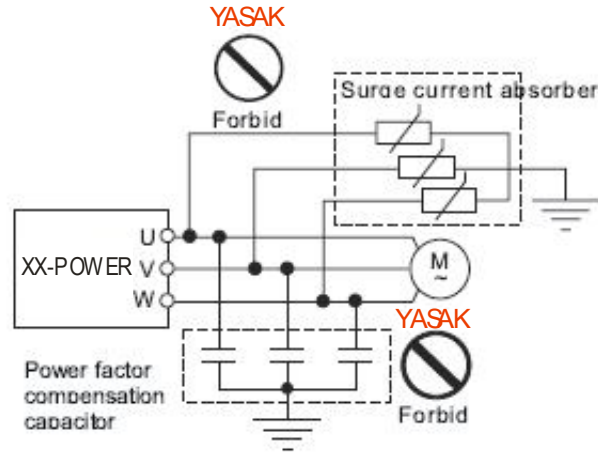 YASAK
Forbid
Surge current absorber
XX-POWER
U
V
W
M
~
YASAK
Forbid
Power factor
compensation
capacitor